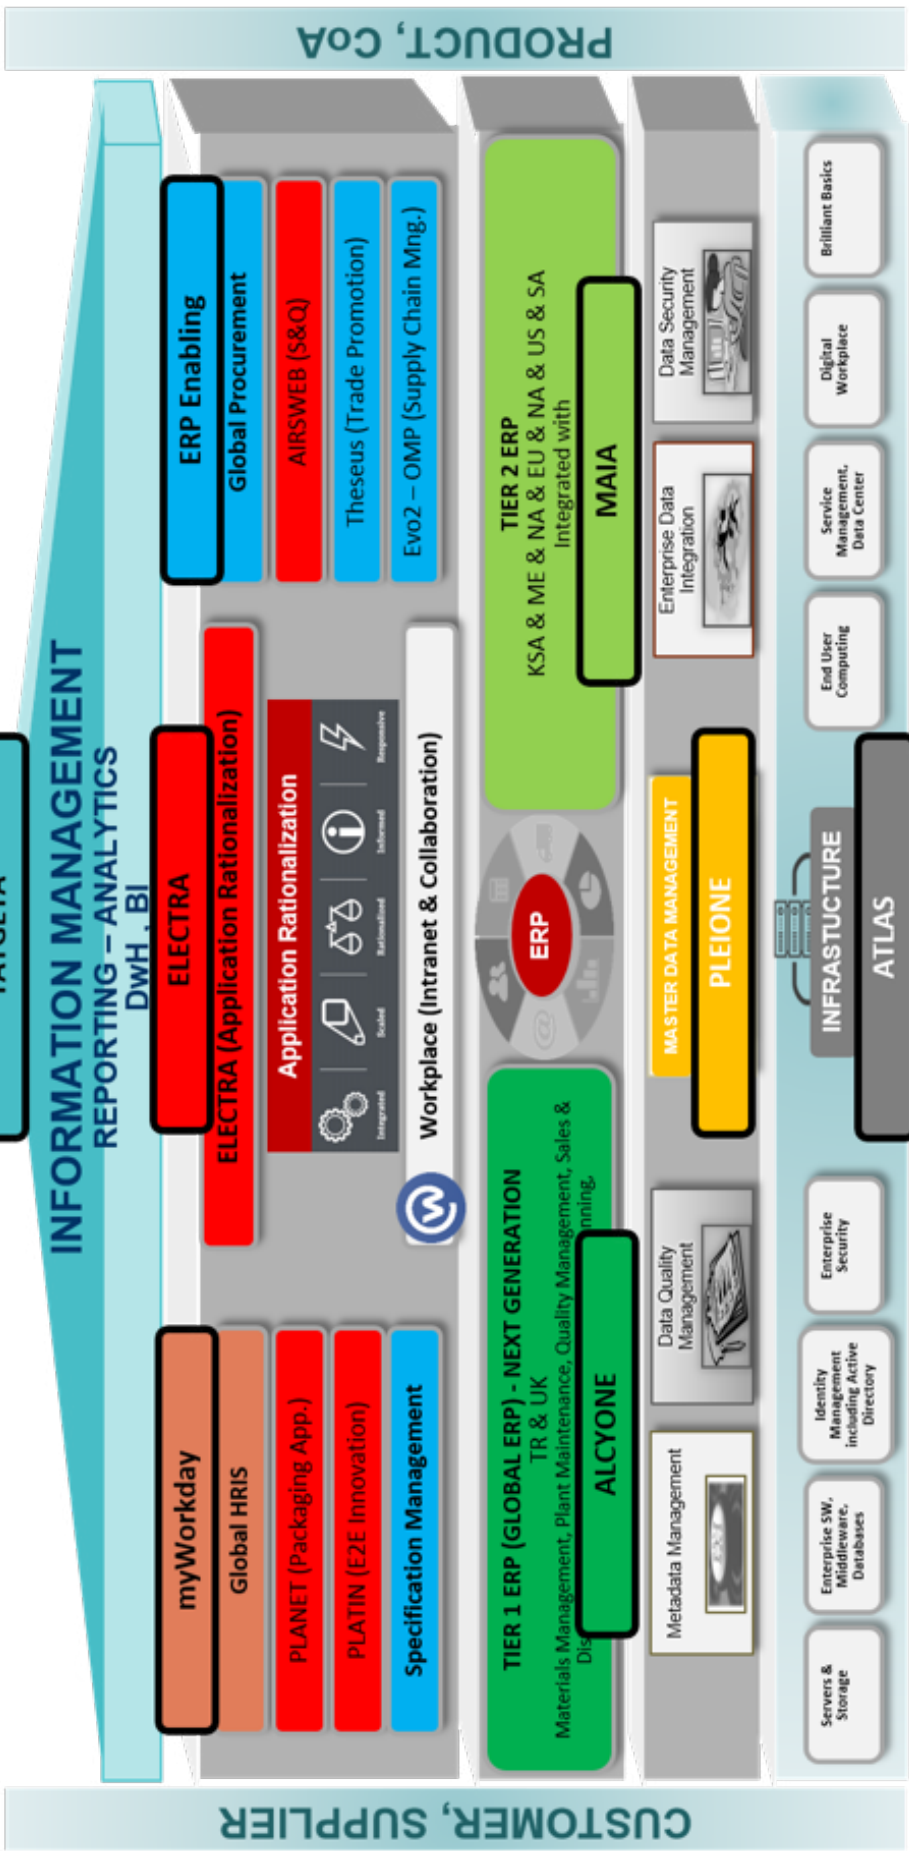 INFORMATION MANAGEMENT
REPORTING – ANALYTICS
DwH , BI
CUSTOMER, SUPPLIER
PRODUCT, CoA
myWorkday
Global HRIS
PLANET (Packaging App.)
PLATIN (E2E Innovation)
Specification Management
ELECTRA
ELECTRA (Application Rationalization)
Application Rationalization
Integrated
Scaled
Rationalized
Informed
Responsive
Workplace (Intranet & Collaboration)
ERP Enabling
Global Procurement
AIRSWEB (S&Q)
Theseus (Trade Promotion)
Evo2 – OMP (Supply Chain Mng.)
TIER 1 ERP (GLOBAL ERP) - NEXT GENERATION
TR & UK
Materials Management, Plant Maintenance, Quality Management, Sales &
ALCYONE
ERP
TIER 2 ERP
KSA & ME & NA & EU & NA & US & SA
Integrated with
MAIA
Metadada Management
Data Quality
Management
MASTER DATA MANAGEMENT
PLEIONE
Enterprise Data
Integration
Data Security
Management
Servers &
Storage
Enterprise SW,
Middleware,
Databases
Identity
Management
including Active
Directory
Enterprise
Security
INFRASTUCTURE
ATLAS
End User
Computing
Service
Management,
Data Center
Digital
Workplace
Brilliant Basics